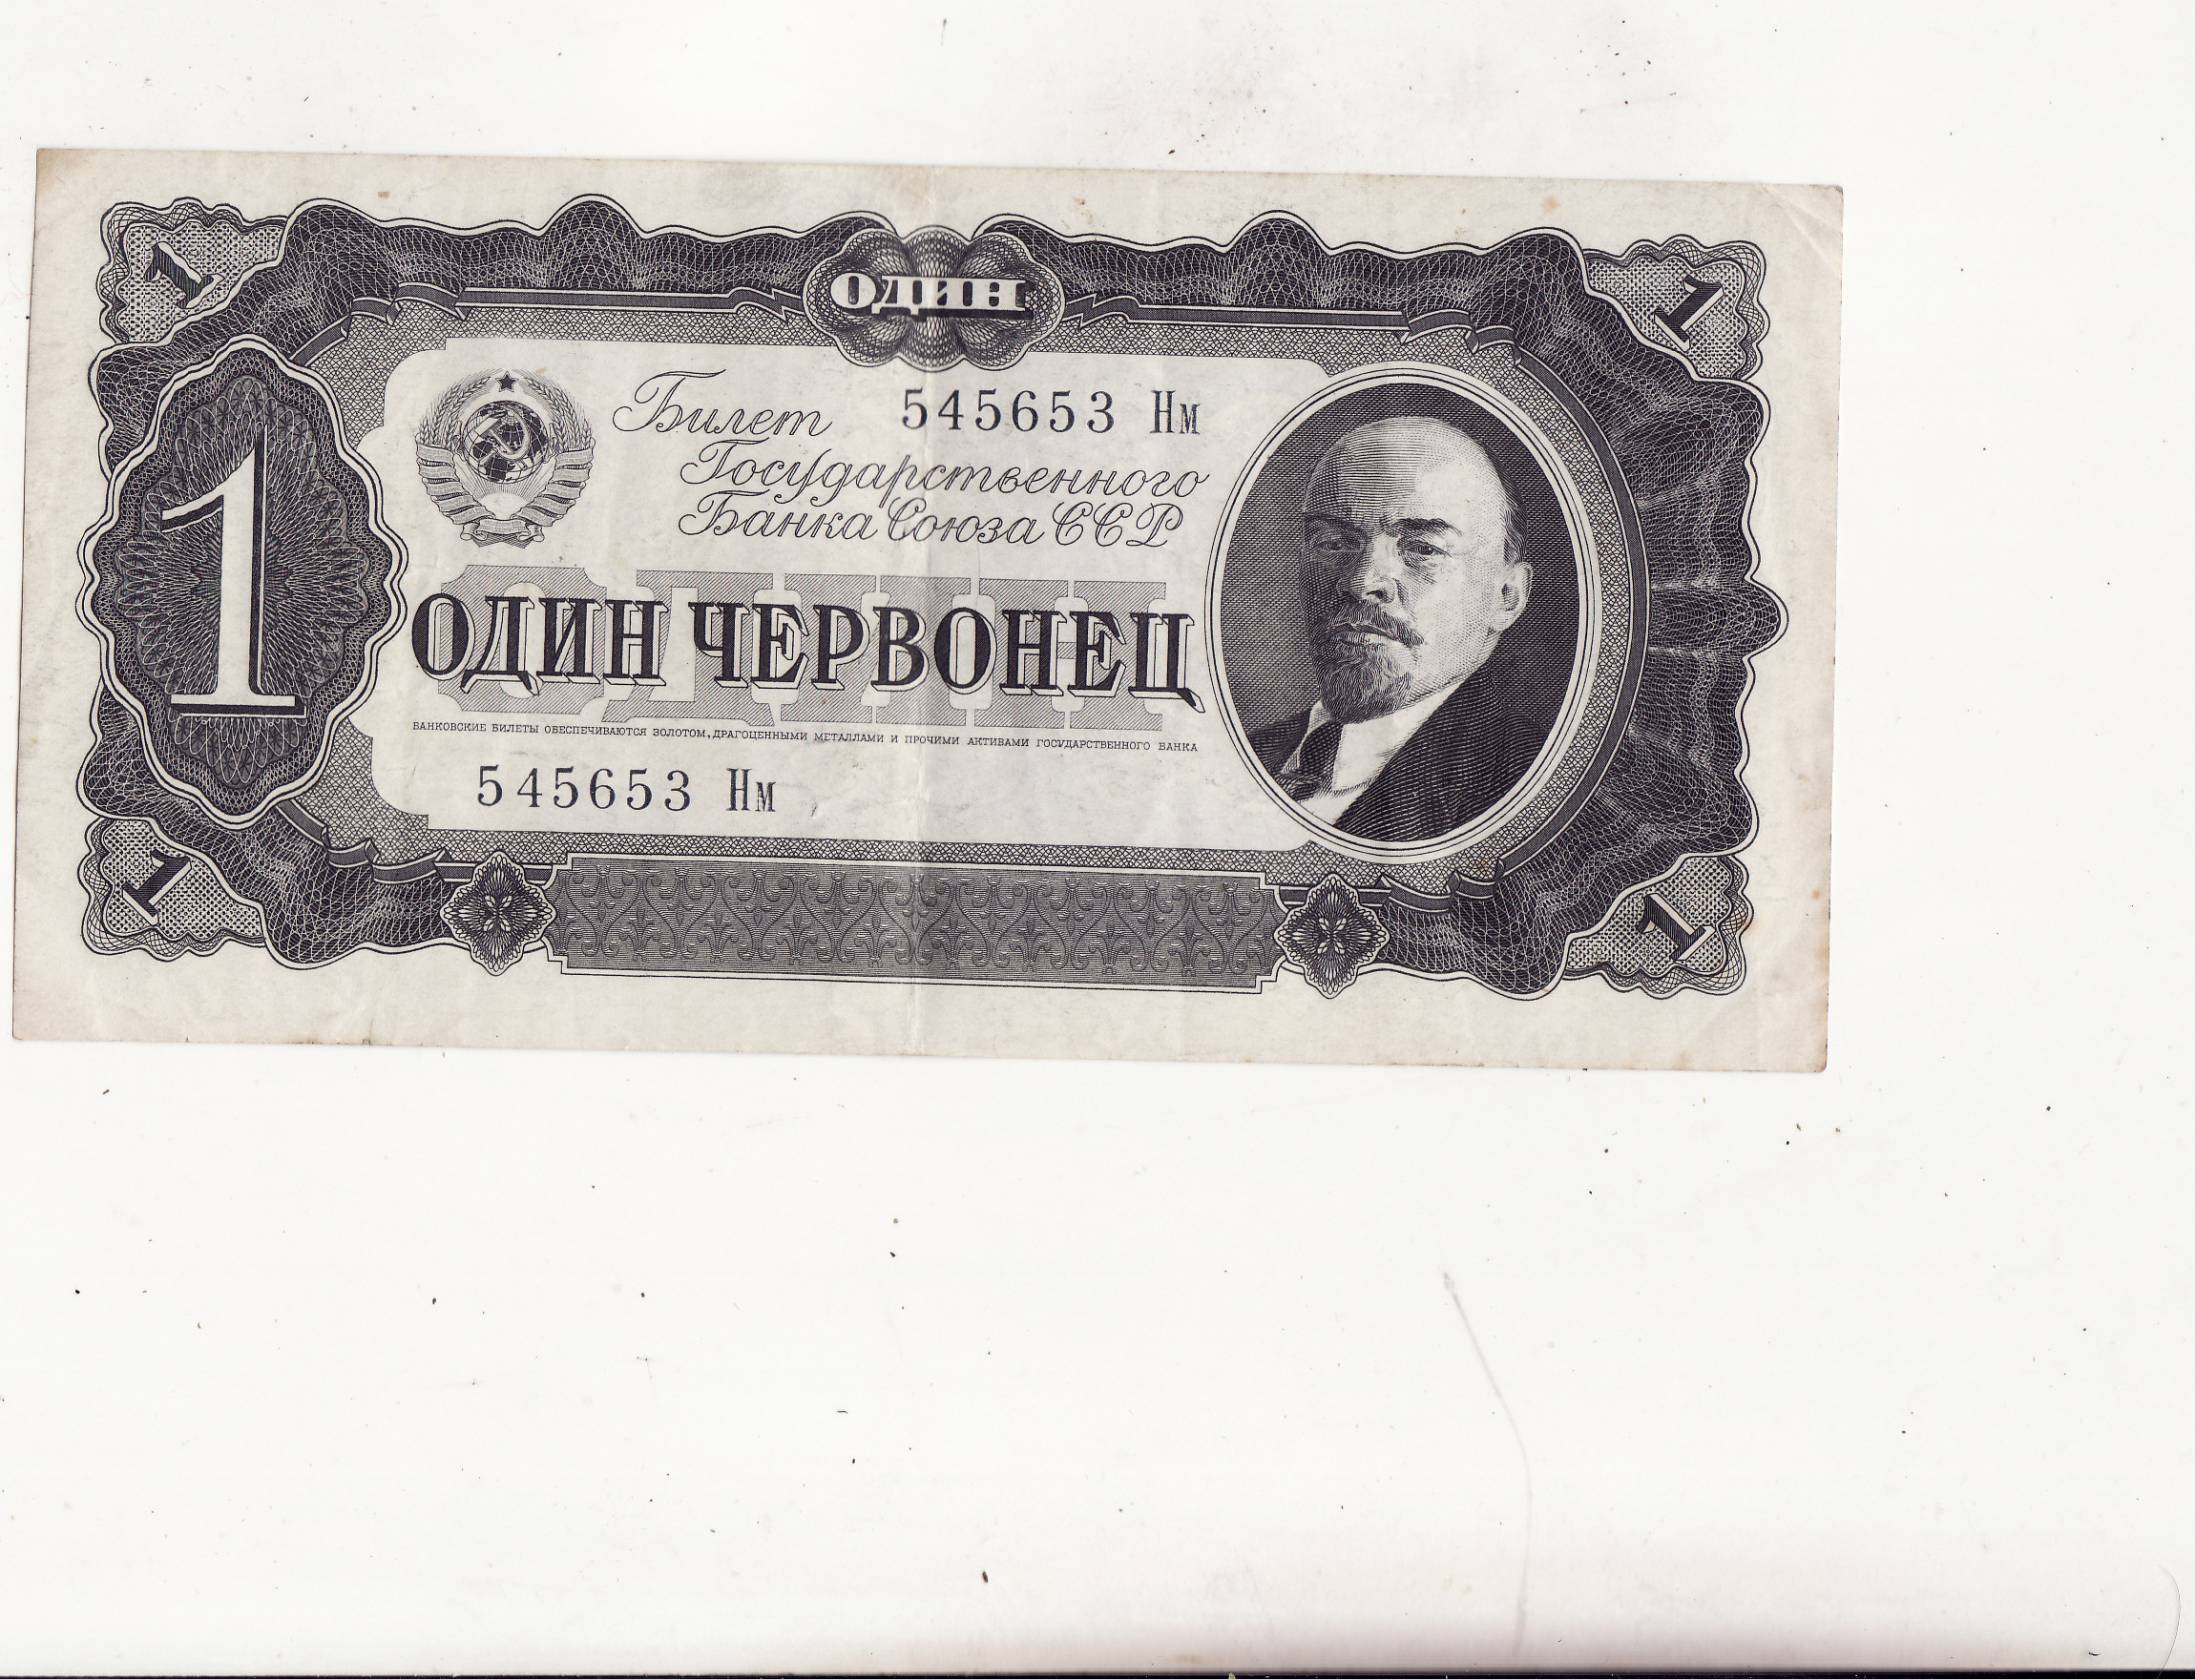 1
ОДИН
1
Билет 545653 Нм
Государственного
Банка Союза ССР
1
ОДИН
ОДИН ЧЕРВОНЕЦ
БАНКОВСКИЕ БИЛЕТЫ ОБЕСПЕЧИВАЮТСЯ ЗОЛОТОМ, ДРАГОЦЕННЫМИ МЕТАЛЛАМИ И ПРОЧИМИ АКТИВАМИ ГОСУДАРСТВЕННОГО БАНКА
545653 Нм
1
1